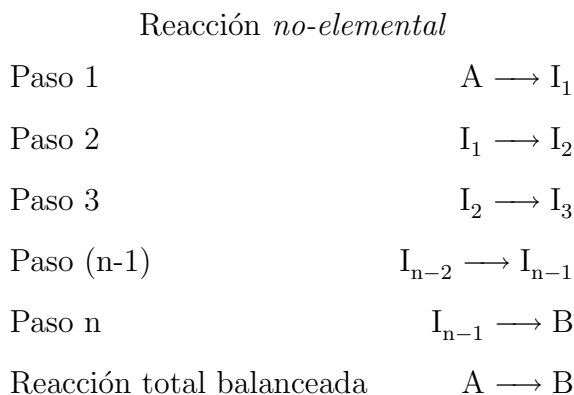 Reacción no-elemental
Paso 1 A ⟶ I₁
Paso 2 I₁ ⟶ I₂
Paso 3 I₂ ⟶ I₃
Paso (n-1) Iₙ₋₂ ⟶ Iₙ₋₁
Paso n Iₙ₋₁ ⟶ B
Reacción total balanceada A ⟶ B